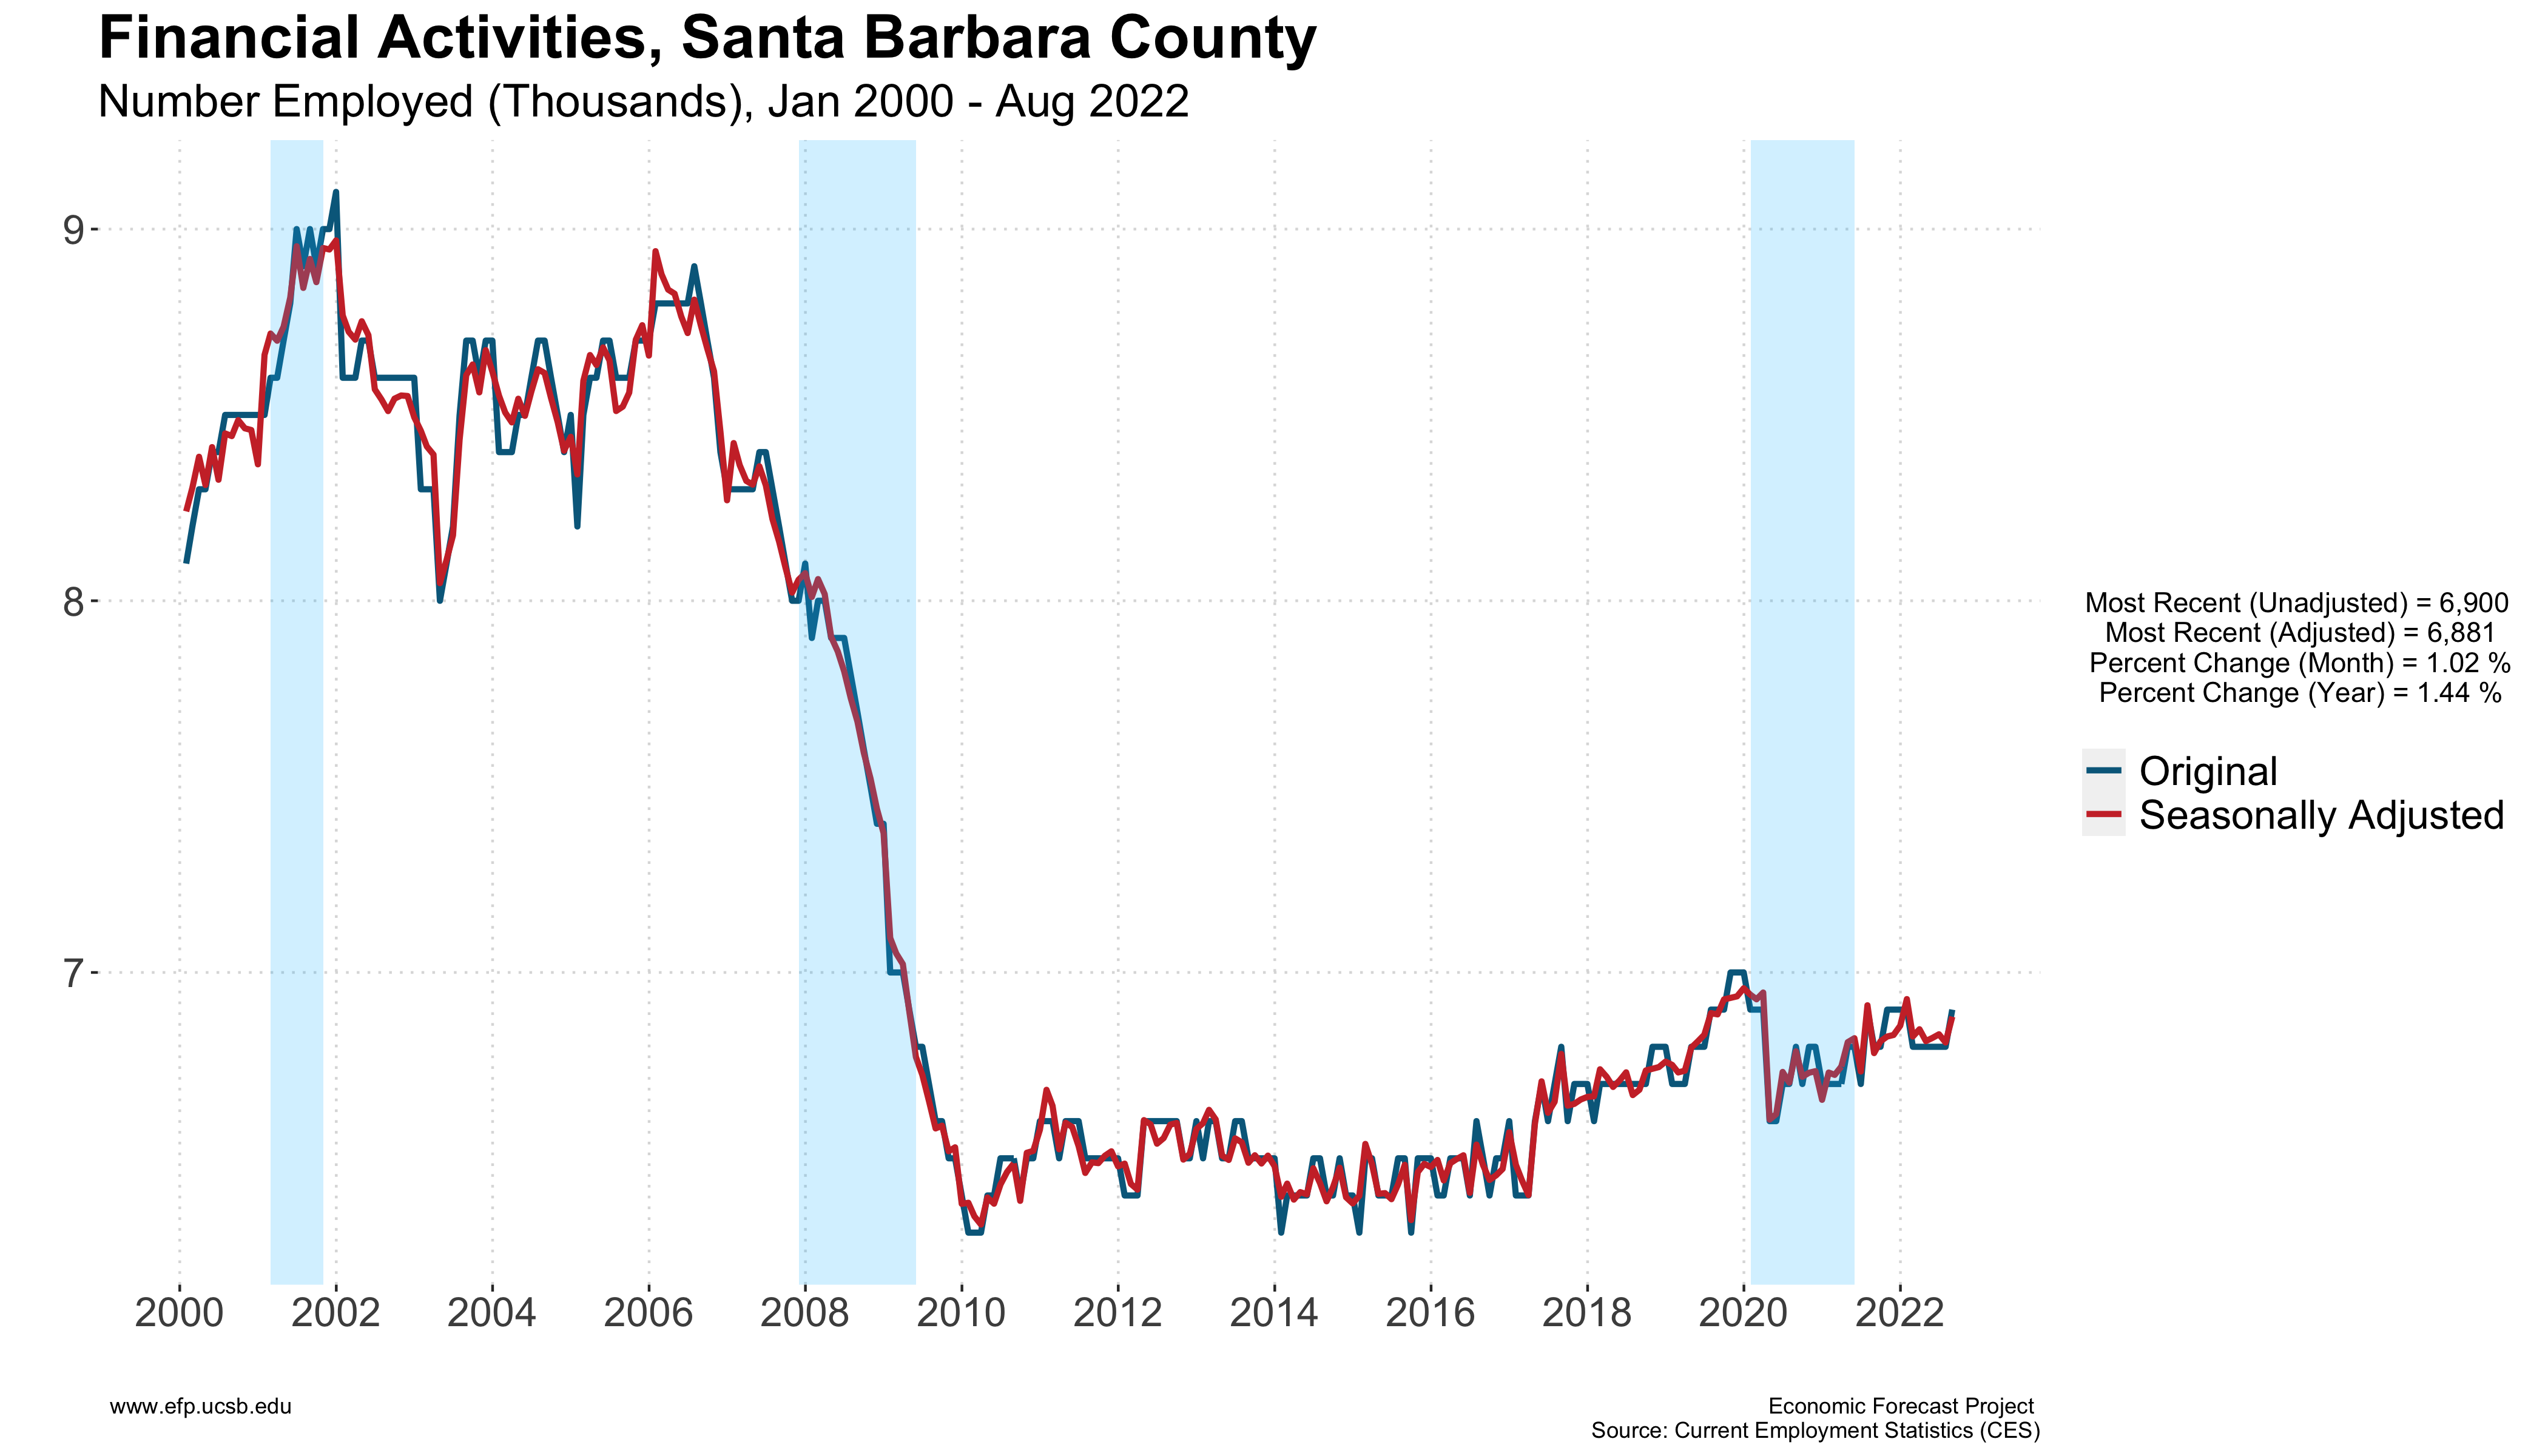 Financial Activities, Santa Barbara County
Number Employed (Thousands), Jan 2000 - Aug 2022
9
8
7
2000 2002 2004 2006 2008 2010 2012 2014 2016 2018 2020 2022
Most Recent (Unadjusted) = 6,900
Most Recent (Adjusted) = 6,881
Percent Change (Month) = 1.02 %
Percent Change (Year) = 1.44 %
Original
Seasonally Adjusted
www.efp.ucsb.edu
Economic Forecast Project
Source: Current Employment Statistics (CES)